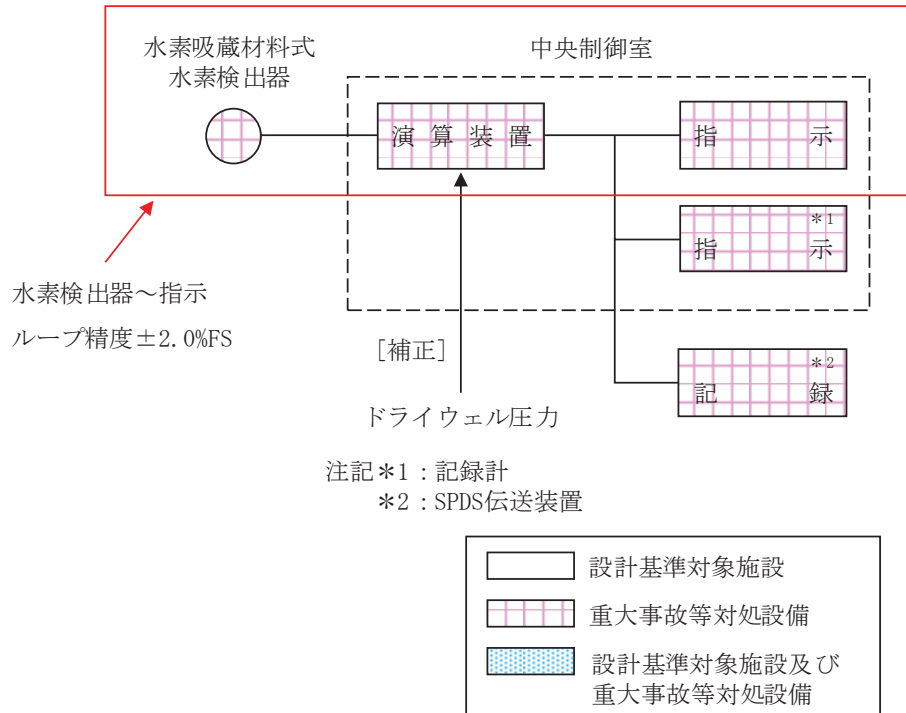 水素吸蔵材料式
水素検出器
中央制御室
演算装置
指示
*1
指示
*2
記録
水素検出器~指示
ループ精度±2.0%FS
[補正]
ドライウェル圧力
注記*1:記録計
*2:SPDS伝送装置
設計基準対象施設
重大事故等対処設備
設計基準対象施設及び
重大事故等対処設備